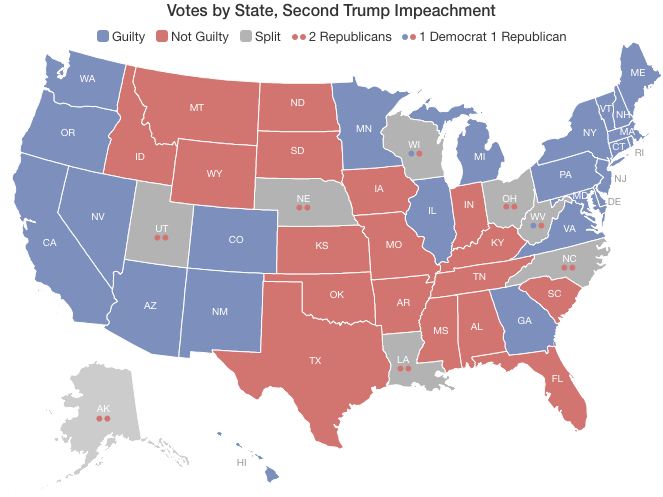 Votes by State, Second Trump Impeachment
Guilty Not Guilty Split 2 Republicans 1 Democrat 1 Republican
WA
ME
MT
ND
VT
NH
OR
MN
NY
MA
WI
CT
RI
SD
ID
MI
WY
PA
NJ
IA
NE
OH
MD
DE
IN
IL
NV
WV
UT
VA
CO
CA
KS
MO
KY
NC
TN
OK
SC
AZ
NM
AR
GA
MS
AL
TX
LA
FL
AK
HI